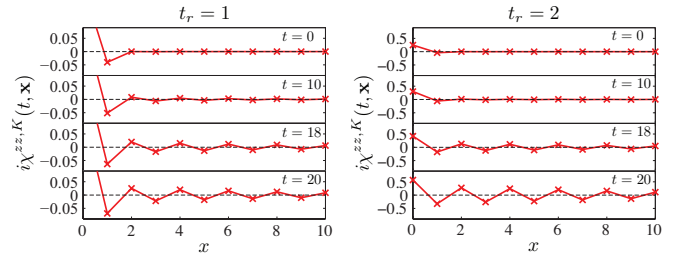 t_r = 1
t_r = 2
iχ^{zz,K}(t, x)
0.05
0
−0.05
t = 0
0.05
0
−0.05
t = 10
0.05
0
−0.05
t = 18
0.05
0
−0.05
t = 20
0 2 4 6 8 10
x
iχ^{zz,K}(t, x)
0.05
0
−0.05
t = 0
0.05
0
−0.05
t = 10
0.05
0
−0.05
t = 18
0.05
0
−0.05
t = 20
0 2 4 6 8 10
x